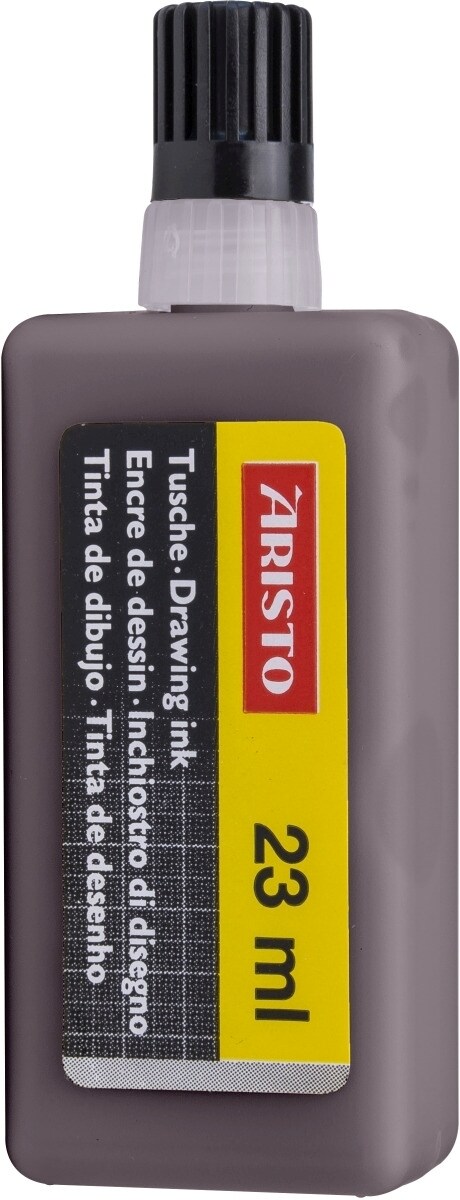 ARISTO
23 ml
Tusche · Drawing ink
Encre de dessin · Inchiostro di disegno
Tinta de dibujo · Tinta de desenho